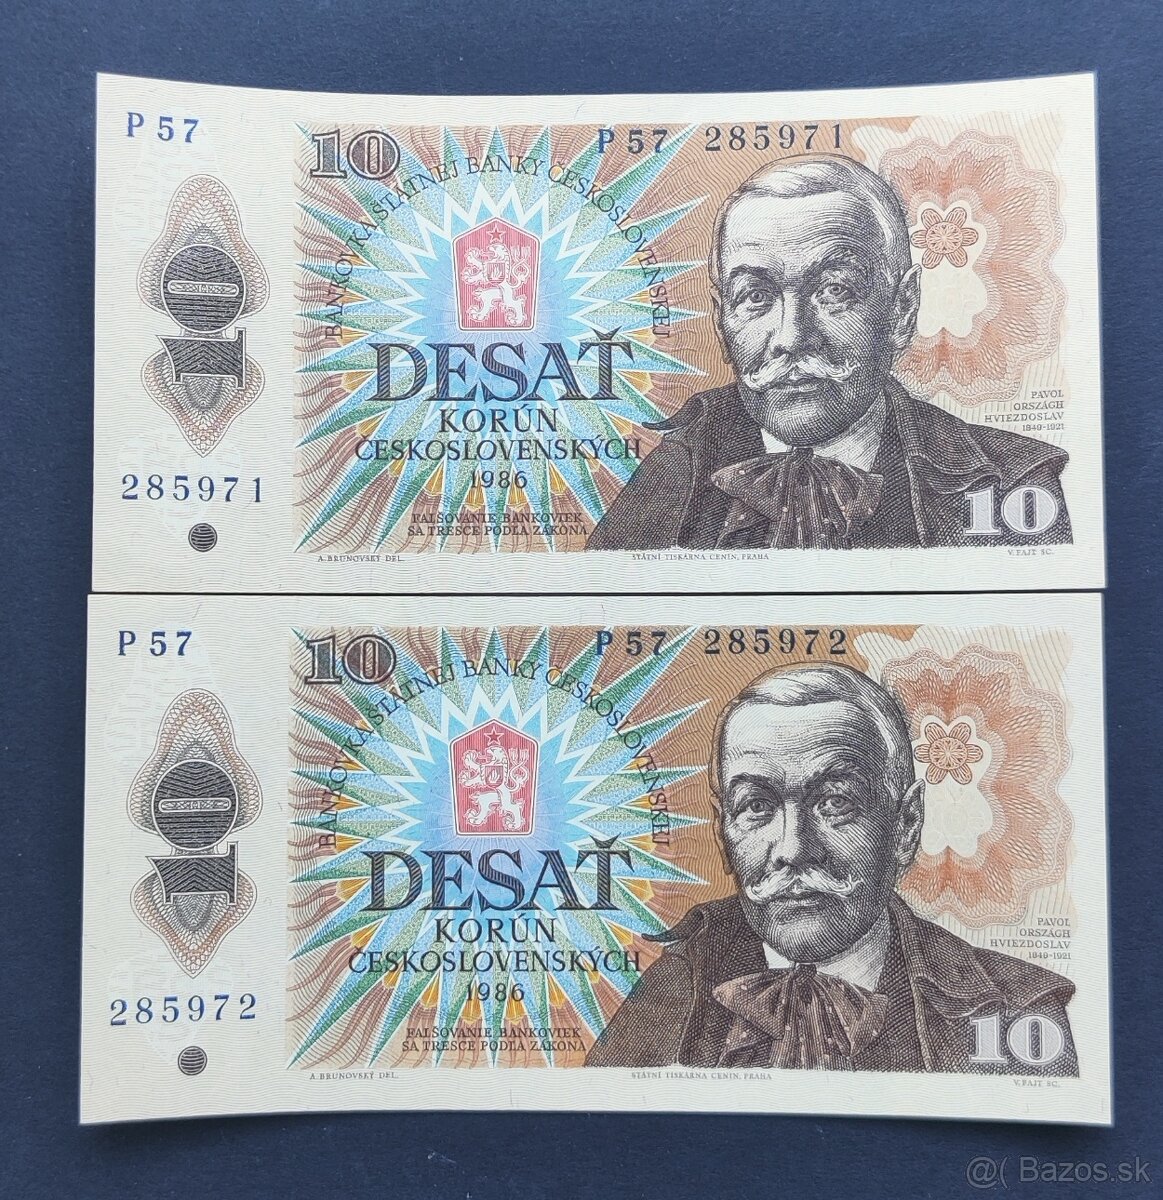 P 57
10
P 57 285971
BANKOVKA ŠTÁTNEJ BANKY ČESKOSLOVENSKEJ
DESAŤ
KORÚN
ČESKOSLOVENSKÝCH
1986
FALŠOVANIE BANKOVIEK
SA TRESCE PODĽA ZÁKONA
PAVOL
ORSZÁGH
HVIEZDOSLAV
1849-1921
10
10
285971
A. BRUNOVSKÝ DEL.
STÁTNÍ TISKÁRNA CENIN, PRAHA
V. FAJT SC.
P 57
10
P 57 285972
BANKOVKA ŠTÁTNEJ BANKY ČESKOSLOVENSKEJ
DESAŤ
KORÚN
ČESKOSLOVENSKÝCH
1986
FALŠOVANIE BANKOVIEK
SA TRESCE PODĽA ZÁKONA
PAVOL
ORSZÁGH
HVIEZDOSLAV
1849-1921
10
10
285972
A. BRUNOVSKÝ DEL.
STÁTNÍ TISKÁRNA CENIN, PRAHA
V. FAJT SC.
@( Bazos.sk